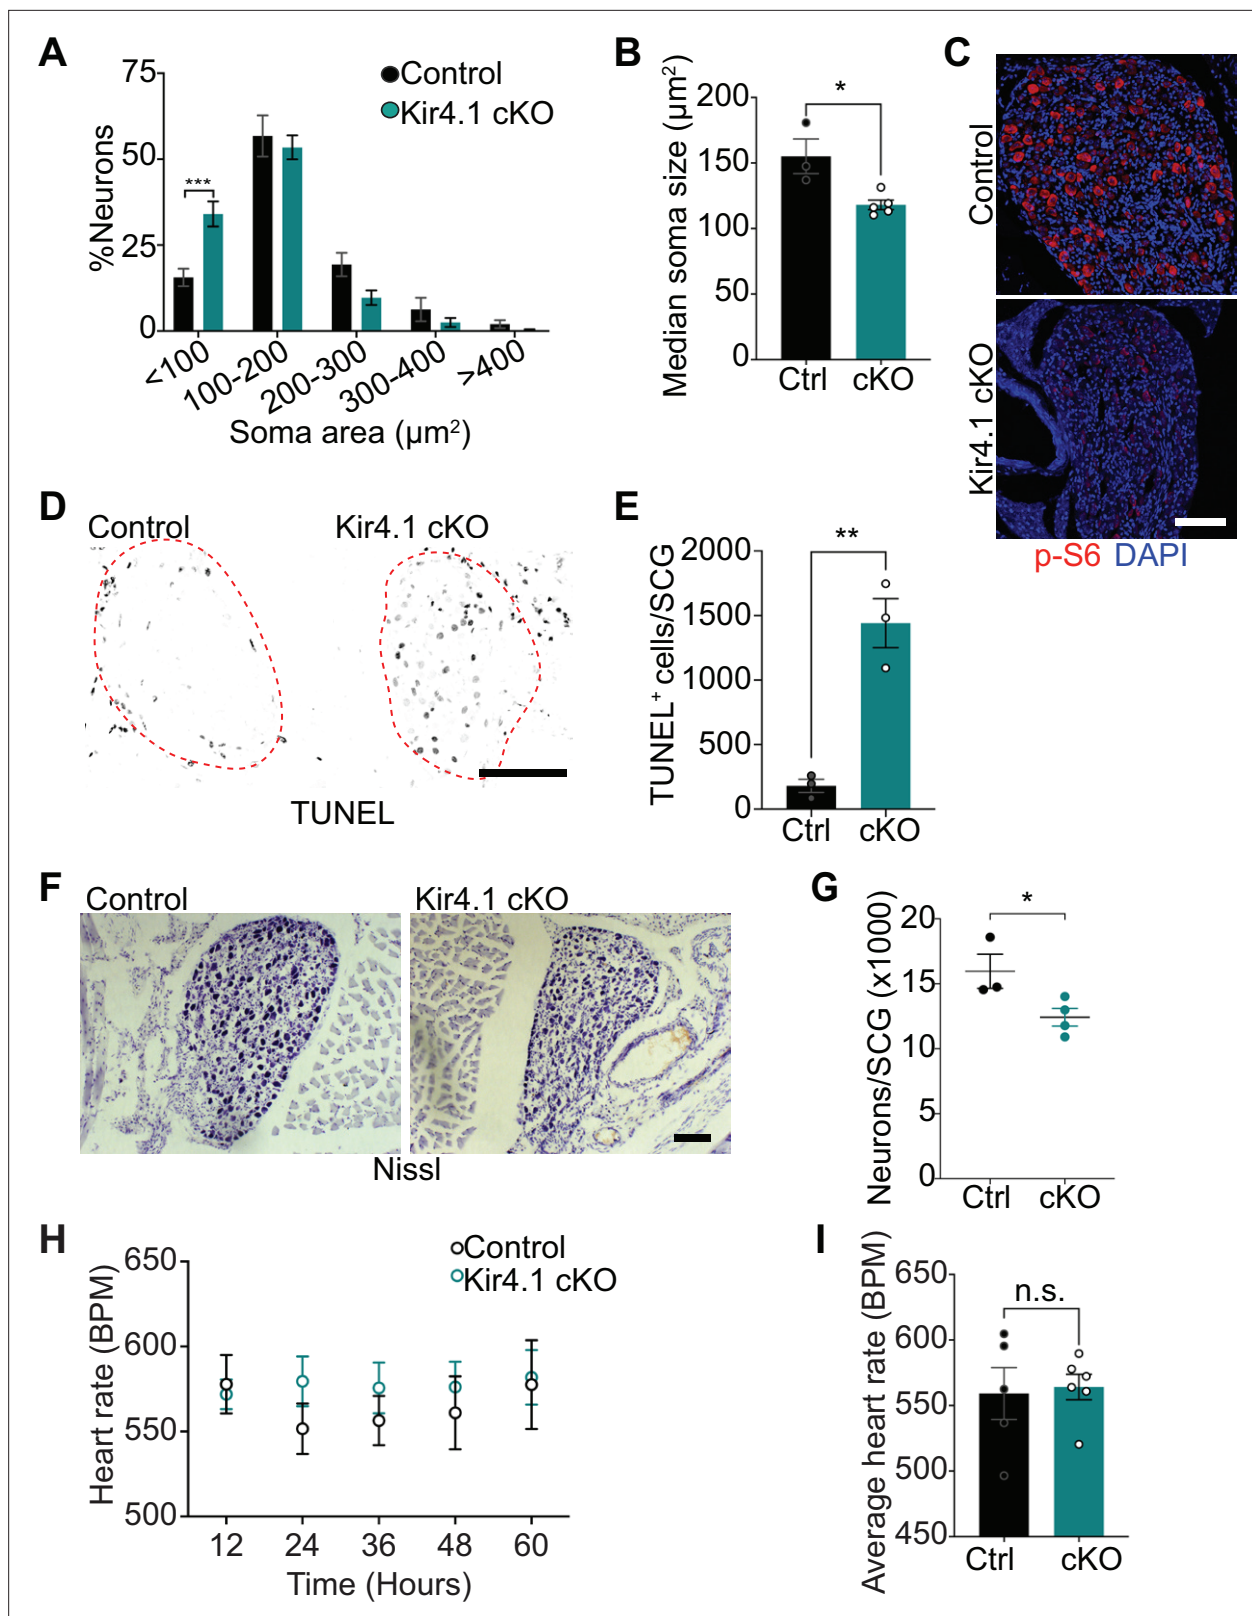 A
Control
Kir4.1 cKO
***
%Neurons
75
50
25
0
<100
100-200
200-300
300-400
>400
Soma area (µm²)
B
*
Median soma size (µm²)
200
150
100
50
0
Ctrl cKO
C
Control
Kir4.1 cKO
p-S6 DAPI
D
Control Kir4.1 cKO
TUNEL
E
**
TUNEL⁺ cells/SCG
2000
1500
1000
500
0
Ctrl cKO
F
Control Kir4.1 cKO
Nissl
G
*
Neurons/SCG (x1000)
20
15
10
5
0
Ctrl cKO
H
Control
Kir4.1 cKO
Heart rate (BPM)
650
600
550
500
12 24 36 48 60
Time (Hours)
I
n.s.
Average heart rate (BPM)
650
600
550
500
450
Ctrl cKO